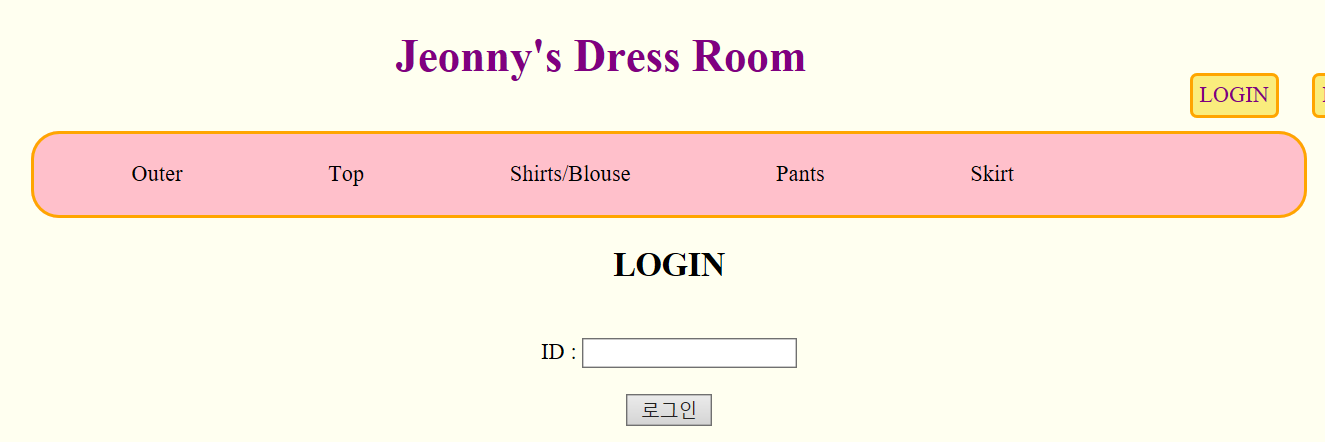 Jeonny's Dress Room
LOGIN
Outer Top Shirts/Blouse Pants Skirt
LOGIN
ID :
로그인